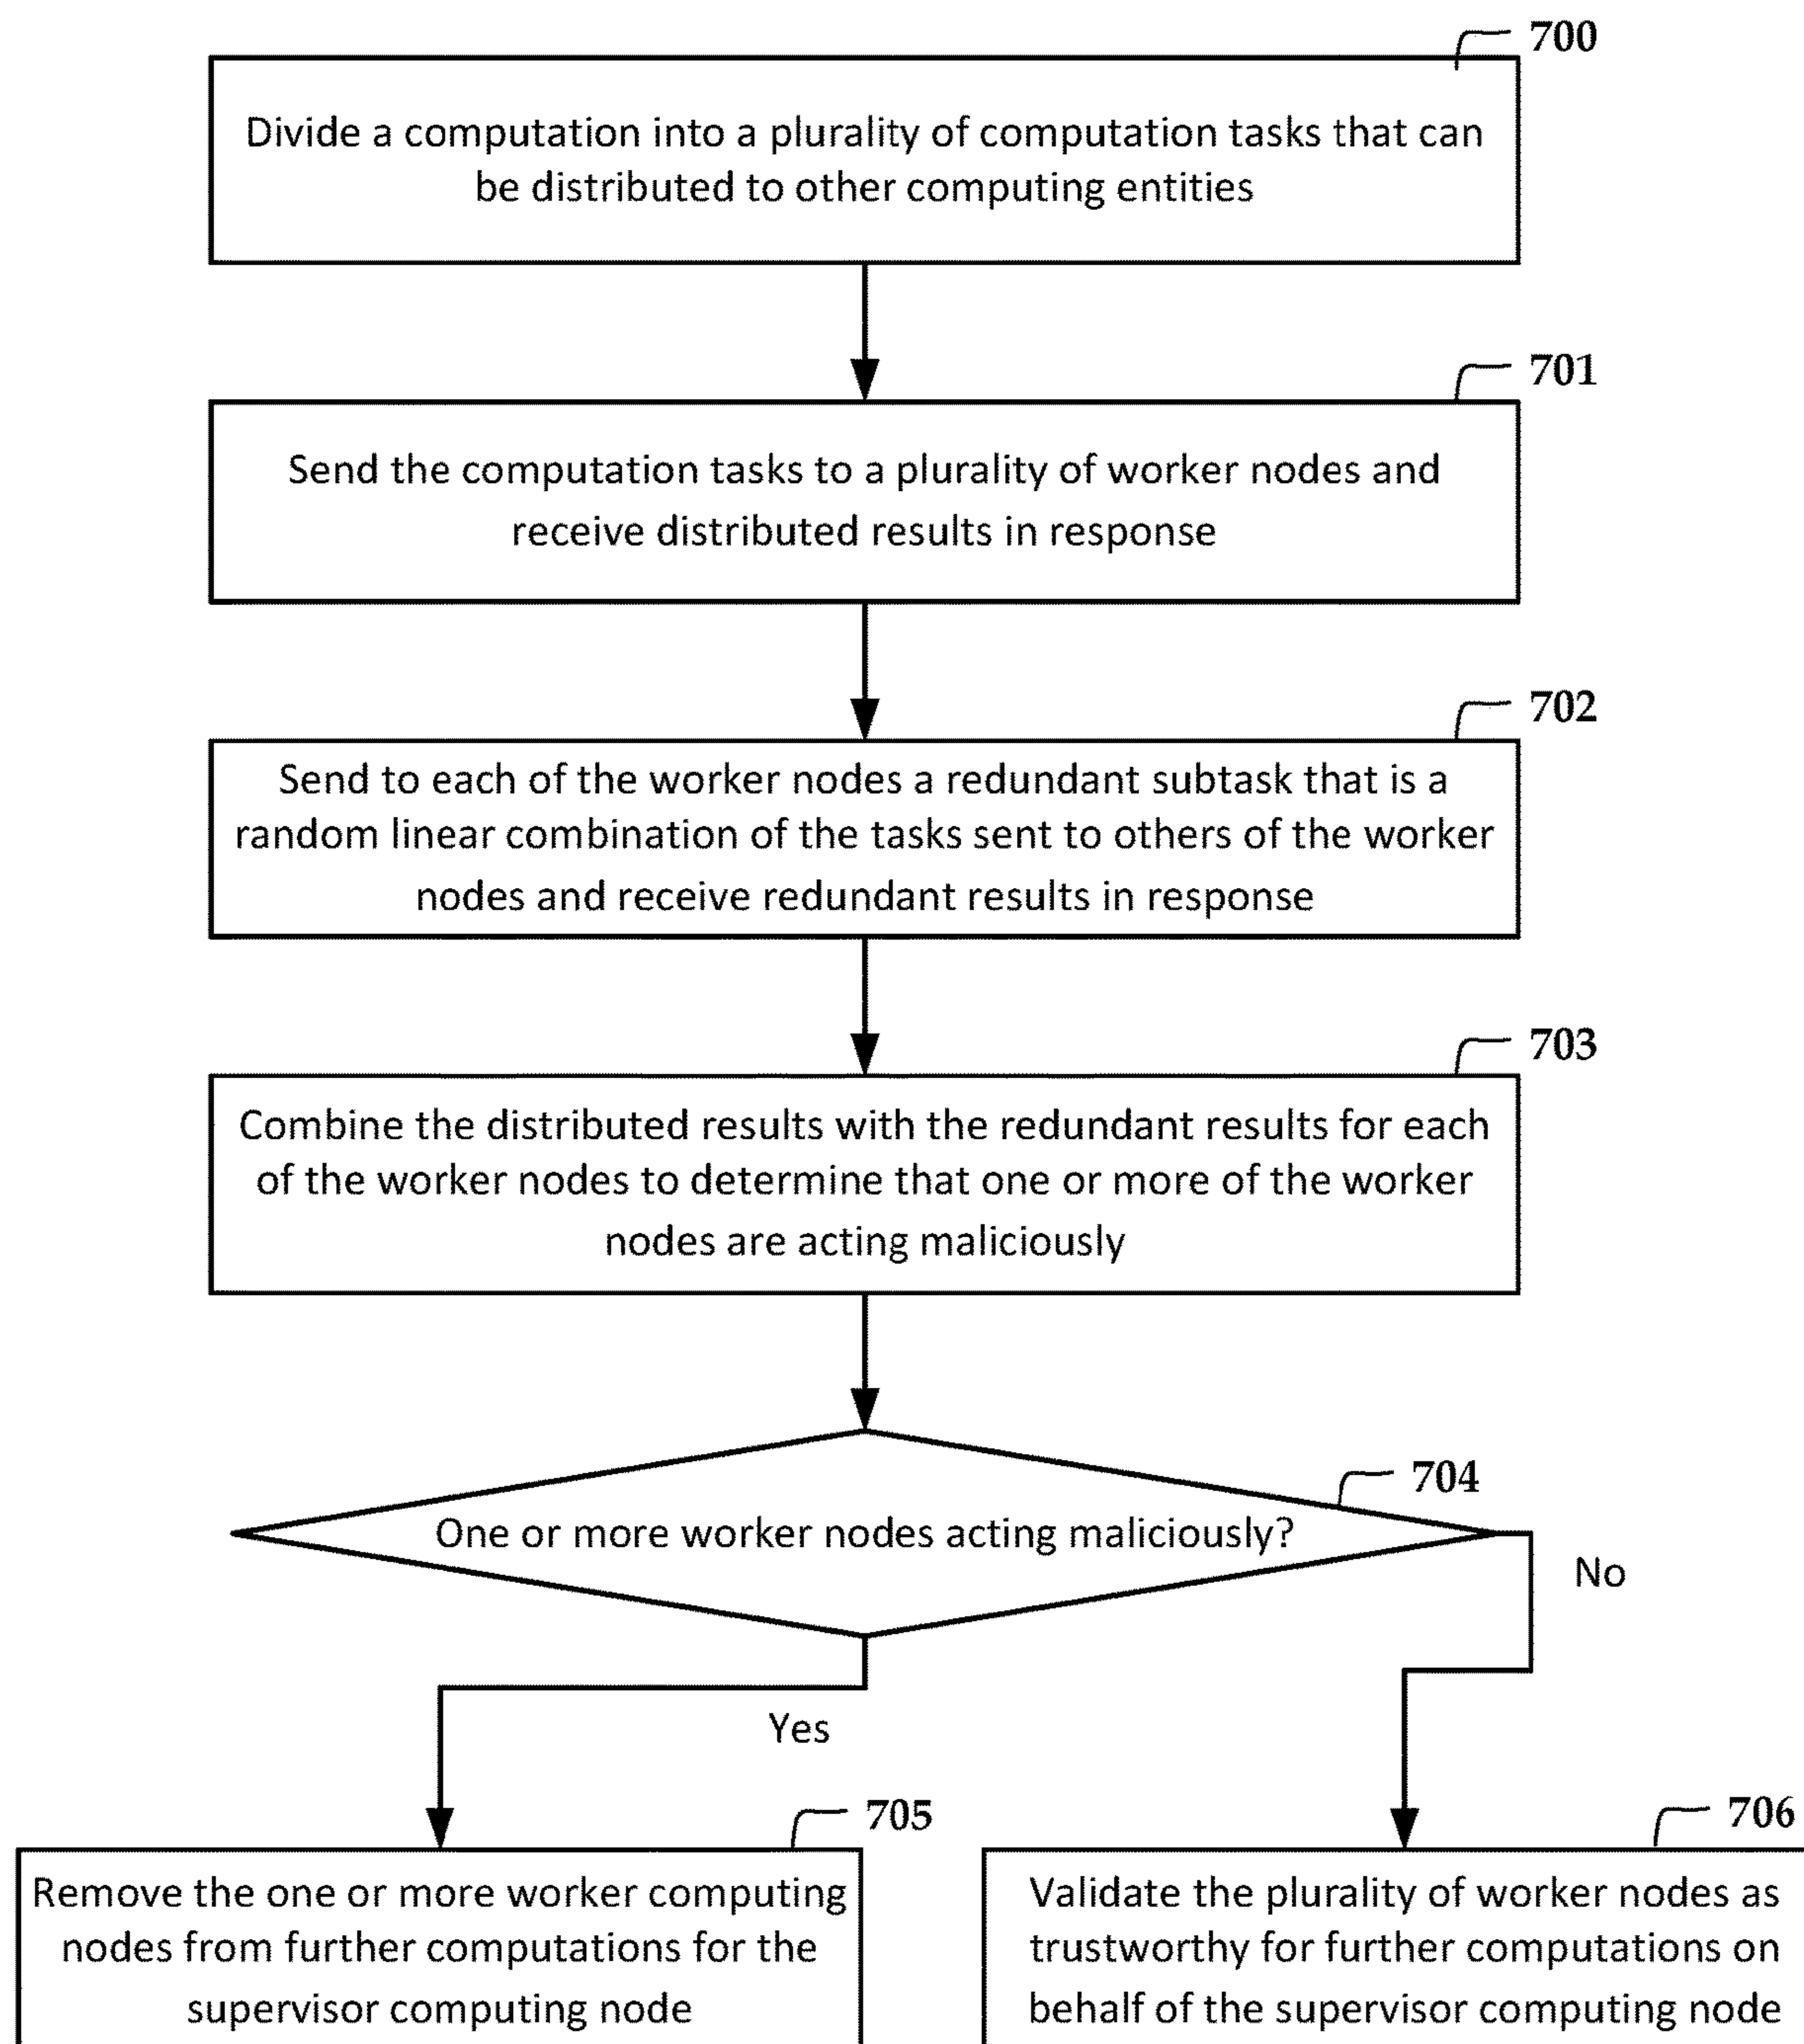 700
Divide a computation into a plurality of computation tasks that can
be distributed to other computing entities
701
Send the computation tasks to a plurality of worker nodes and
receive distributed results in response
702
Send to each of the worker nodes a redundant subtask that is a
random linear combination of the tasks sent to others of the worker
nodes and receive redundant results in response
703
Combine the distributed results with the redundant results for each
of the worker nodes to determine that one or more of the worker
nodes are acting maliciously
704
One or more worker nodes acting maliciously?
No
Yes
705
Remove the one or more worker computing
nodes from further computations for the
supervisor computing node
706
Validate the plurality of worker nodes as
trustworthy for further computations on
behalf of the supervisor computing node